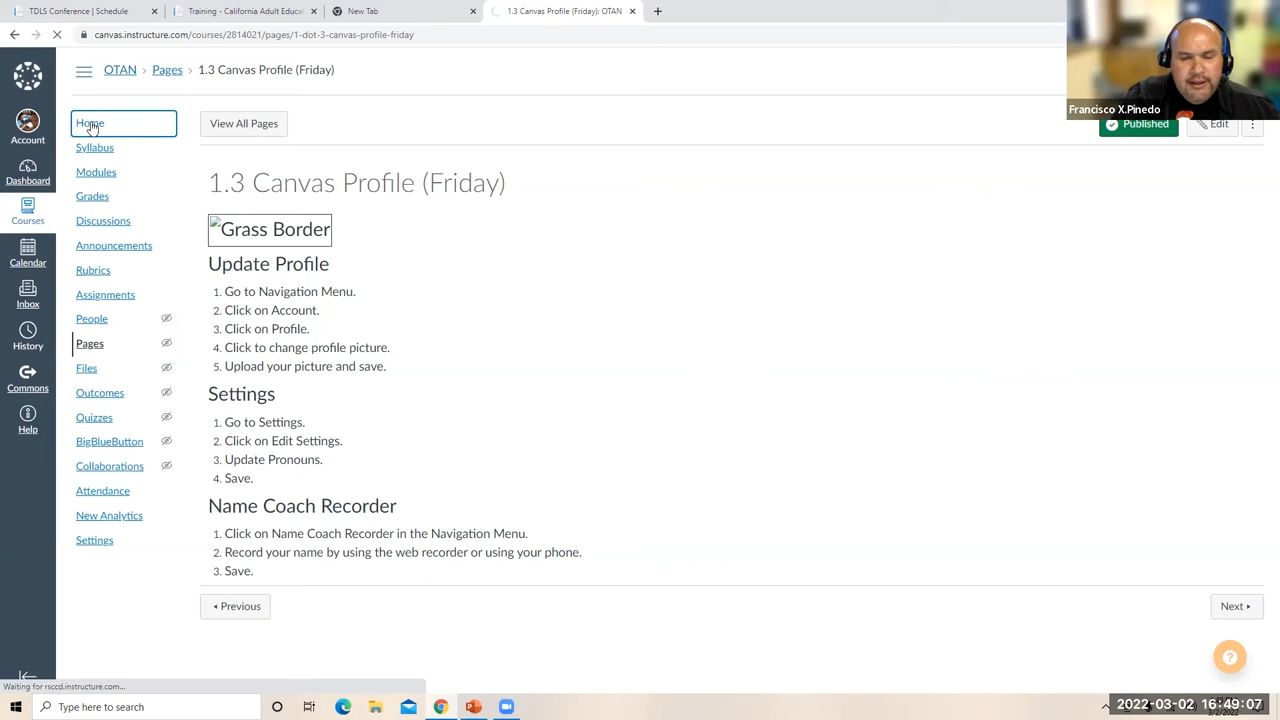 TDLS Conference | Schedule
Training - California Adult Educa
New Tab
1.3 Canvas Profile (Friday): OTAN
canvas.instructure.com/courses/2814021/pages/1-dot-3-canvas-profile-friday
Francisco X.Pinedo
OTAN
Pages
1.3 Canvas Profile (Friday)
Account
Dashboard
Courses
Calendar
Inbox
History
Commons
Help
Home
Syllabus
Modules
Grades
Discussions
Announcements
Rubrics
Assignments
People
Pages
Files
Outcomes
Quizzes
BigBlueButton
Collaborations
Attendance
New Analytics
Settings
View All Pages
Published
Edit
1.3 Canvas Profile (Friday)
Grass Border
Update Profile
1. Go to Navigation Menu.
2. Click on Account.
3. Click on Profile.
4. Click to change profile picture.
5. Upload your picture and save.
Settings
1. Go to Settings.
2. Click on Edit Settings.
3. Update Pronouns.
4. Save.
Name Coach Recorder
1. Click on Name Coach Recorder in the Navigation Menu.
2. Record your name by using the web recorder or using your phone.
3. Save.
Previous
Next
Waiting for rsccd.instructure.com...
Type here to search
2022-03-02 16:49:07